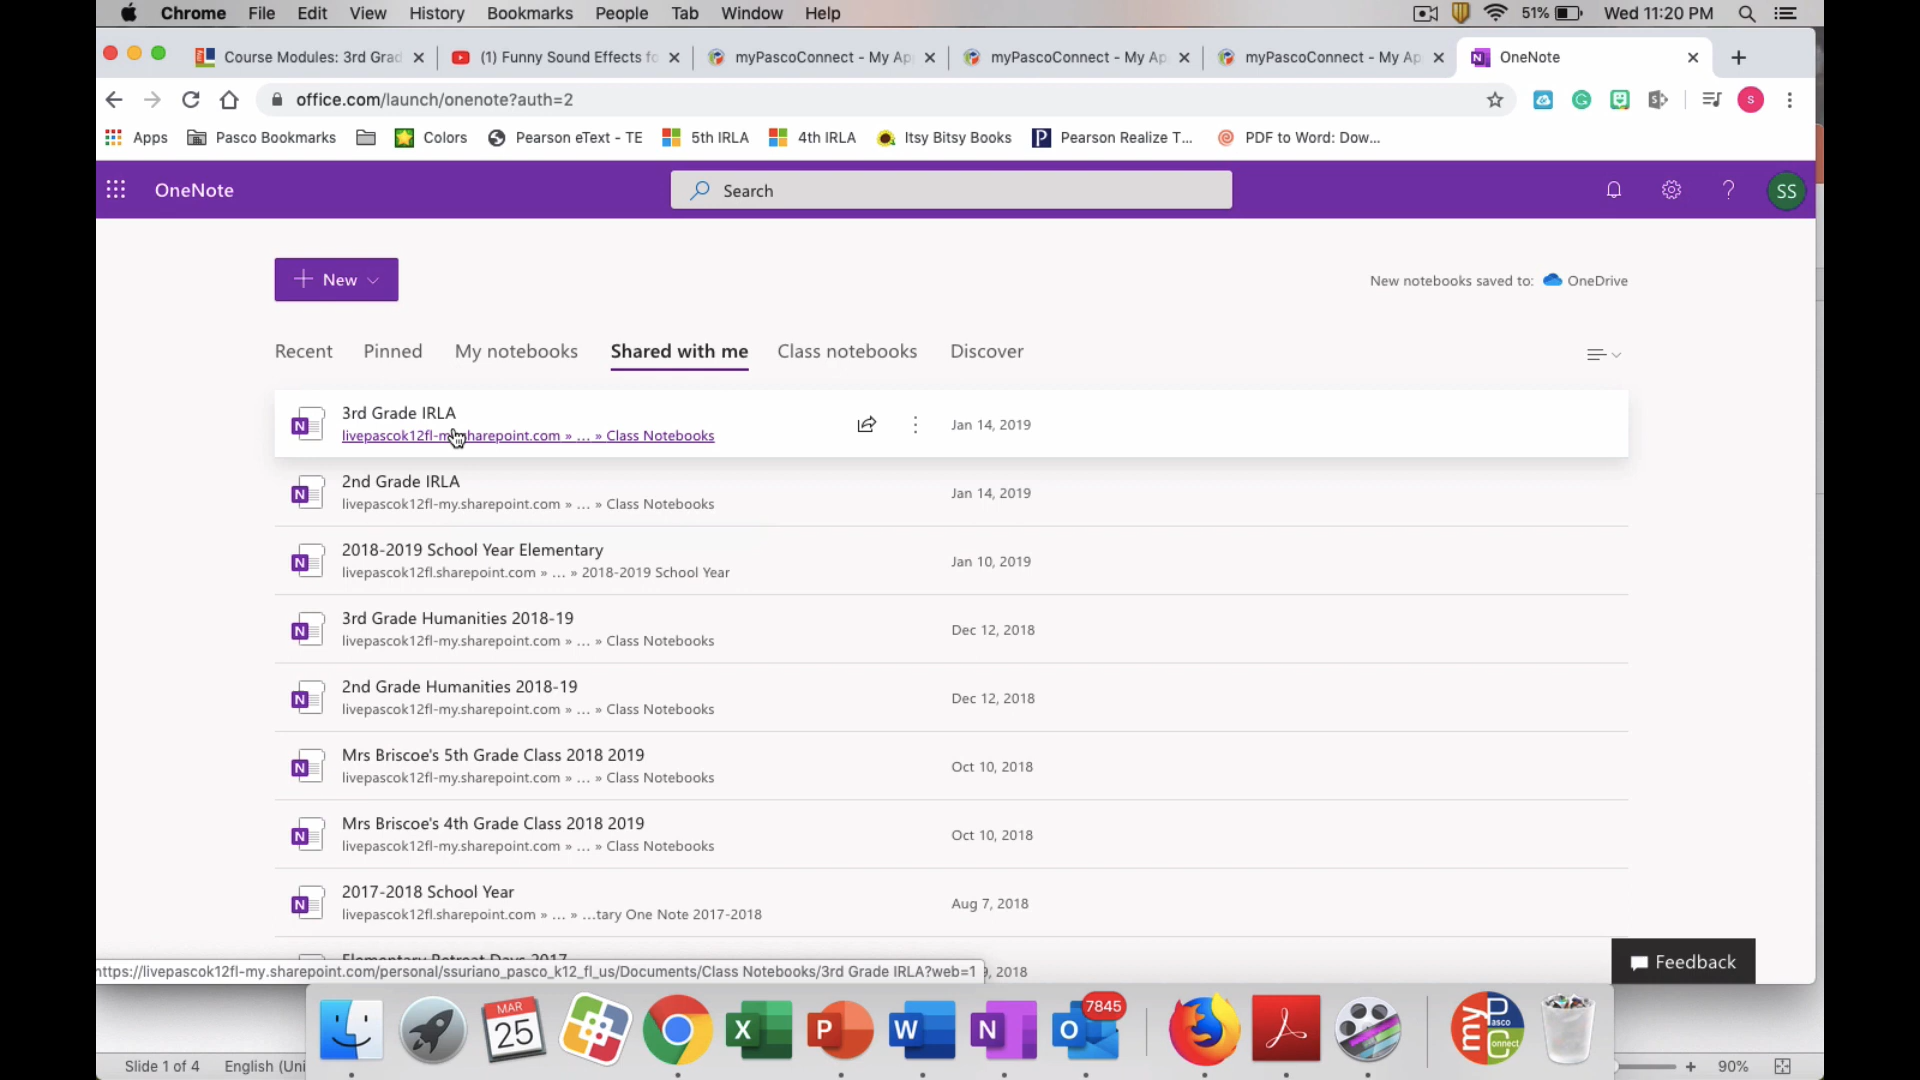 Chrome File Edit View History Bookmarks People Tab Window Help 51% Wed 11:20 PM
Course Modules: 3rd Grad (1) Funny Sound Effects fo myPascoConnect - My Ap myPascoConnect - My Ap myPascoConnect - My Ap OneNote
office.com/launch/onenote?auth=2 s
Apps Pasco Bookmarks Colors Pearson eText - TE 5th IRLA 4th IRLA Itsy Bitsy Books Pearson Realize T... PDF to Word: Dow...
OneNote Search ? SS
New New notebooks saved to: OneDrive
Recent Pinned My notebooks Shared with me Class notebooks Discover
3rd Grade IRLA
livepascok12fl-my.sharepoint.com » ... » Class Notebooks Jan 14, 2019
2nd Grade IRLA
livepascok12fl-my.sharepoint.com » ... » Class Notebooks Jan 14, 2019
2018-2019 School Year Elementary
livepascok12fl.sharepoint.com » ... » 2018-2019 School Year Jan 10, 2019
3rd Grade Humanities 2018-19
livepascok12fl-my.sharepoint.com » ... » Class Notebooks Dec 12, 2018
2nd Grade Humanities 2018-19
livepascok12fl-my.sharepoint.com » ... » Class Notebooks Dec 12, 2018
Mrs Briscoe's 5th Grade Class 2018 2019
livepascok12fl-my.sharepoint.com » ... » Class Notebooks Oct 10, 2018
Mrs Briscoe's 4th Grade Class 2018 2019
livepascok12fl-my.sharepoint.com » ... » Class Notebooks Oct 10, 2018
2017-2018 School Year
livepascok12fl.sharepoint.com » ... » ...tary One Note 2017-2018 Aug 7, 2018
Elementary Retreat Days 2017
https://livepascok12fl-my.sharepoint.com/personal/ssuriano_pasco_k12_fl_us/Documents/Class Notebooks/3rd Grade IRLA?web=1 9, 2018
Feedback
MAR
25
X P W N O 7845 my Pasco Connect
Slide 1 of 4 English (Uni 90%